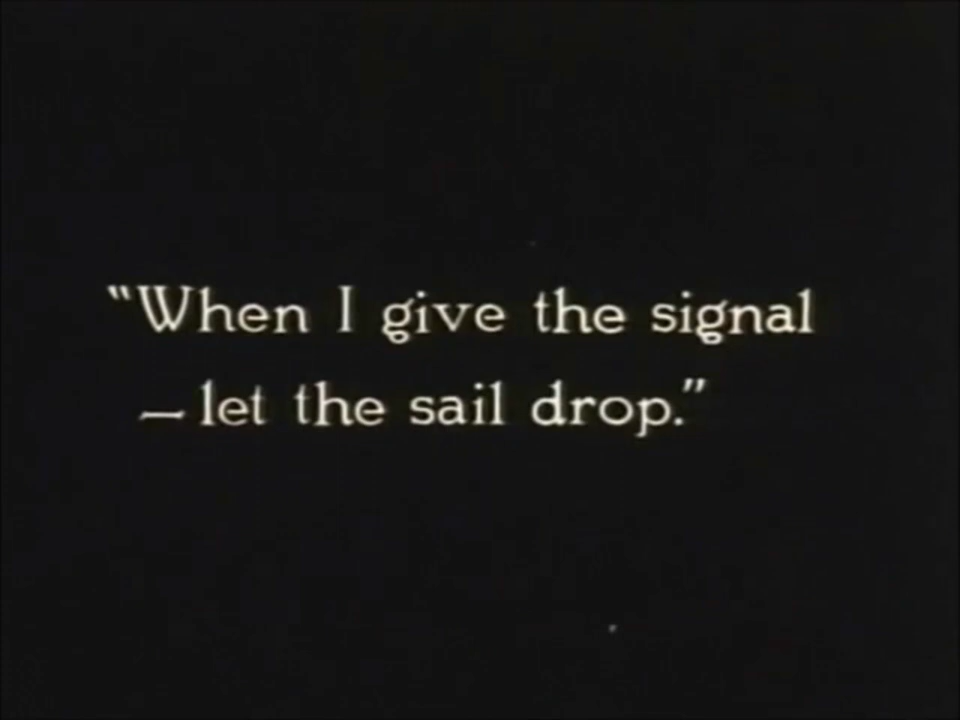 “When I give the signal
— let the sail drop.”